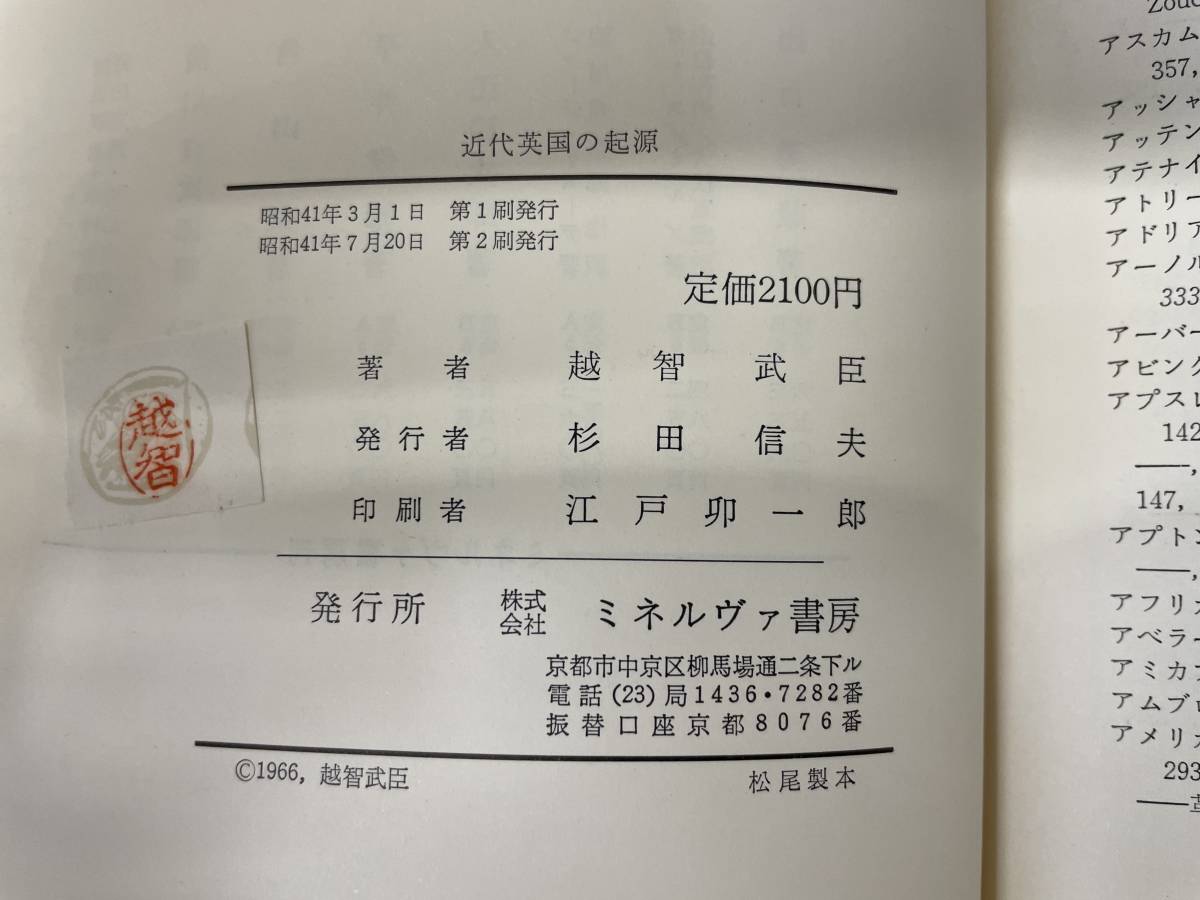 近代英国の起源
昭和41年3月1日 第1刷発行
昭和41年7月20日 第2刷発行
定価2100円
著者 越智武臣
発行者 杉田信夫
印刷者 江戸卯一郎
越智
発行所 株式会社 ミネルヴァ書房
京都市中京区柳馬場通二条下ル
電話(23)局1436・7282番
振替口座京都8076番
©1966, 越智武臣
松尾製本
アスカム
357,
アッシャ
アッテン
アテナイ
アトリー
アドリア
アーノル
333
アーバー
アビング
アプスレ
142
——,
147,
アプトン
——,
アフリカ
アベラー
アミカブ
アムブロ
アメリカ
293